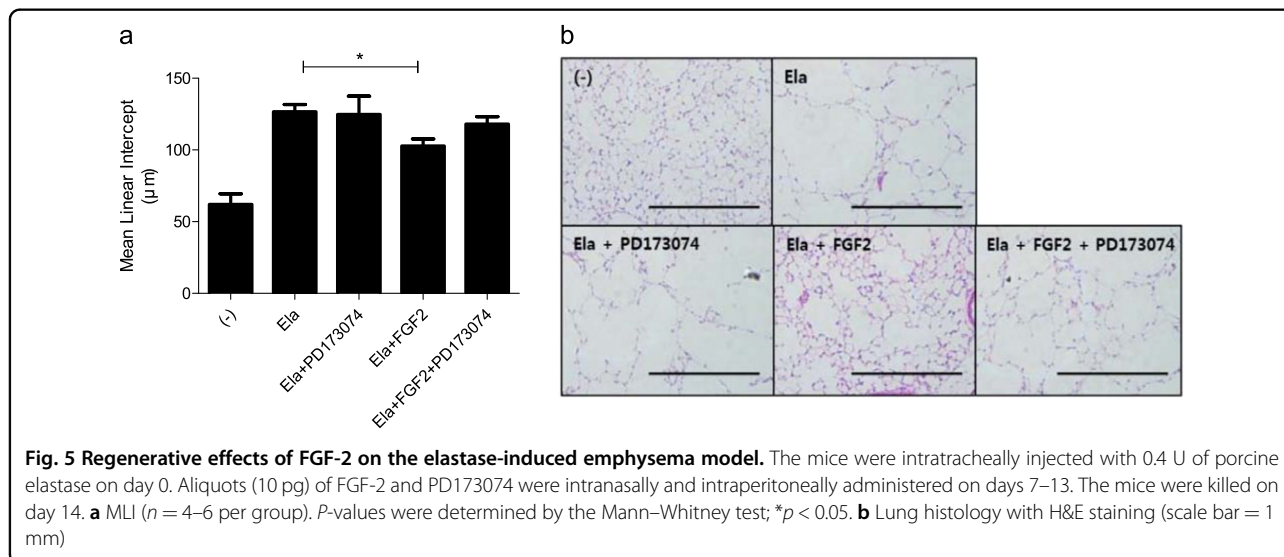 a
*
Mean Linear Intercept
(μm)
150
100
50
0
(-)
Ela
Ela+PD173074
Ela+FGF2
Ela+FGF2+PD173074
b
(-)
Ela
Ela + PD173074
Ela + FGF2
Ela + FGF2 + PD173074
Fig. 5 Regenerative effects of FGF-2 on the elastase-induced emphysema model. The mice were intratracheally injected with 0.4 U of porcine
elastase on day 0. Aliquots (10 pg) of FGF-2 and PD173074 were intranasally and intraperitoneally administered on days 7–13. The mice were killed on
day 14. a MLI (n = 4–6 per group). P-values were determined by the Mann–Whitney test; *p < 0.05. b Lung histology with H&E staining (scale bar = 1
mm)